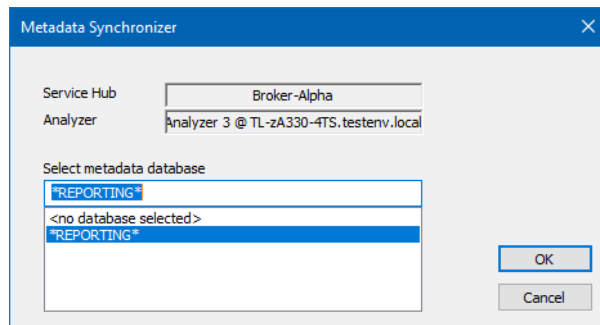 Metadata Synchronizer
Service Hub Broker-Alpha
Analyzer Analyzer 3 @ TL-zA330-4TS.testenv.local
Select metadata database
*REPORTING*
<no database selected>
*REPORTING*
OK
Cancel